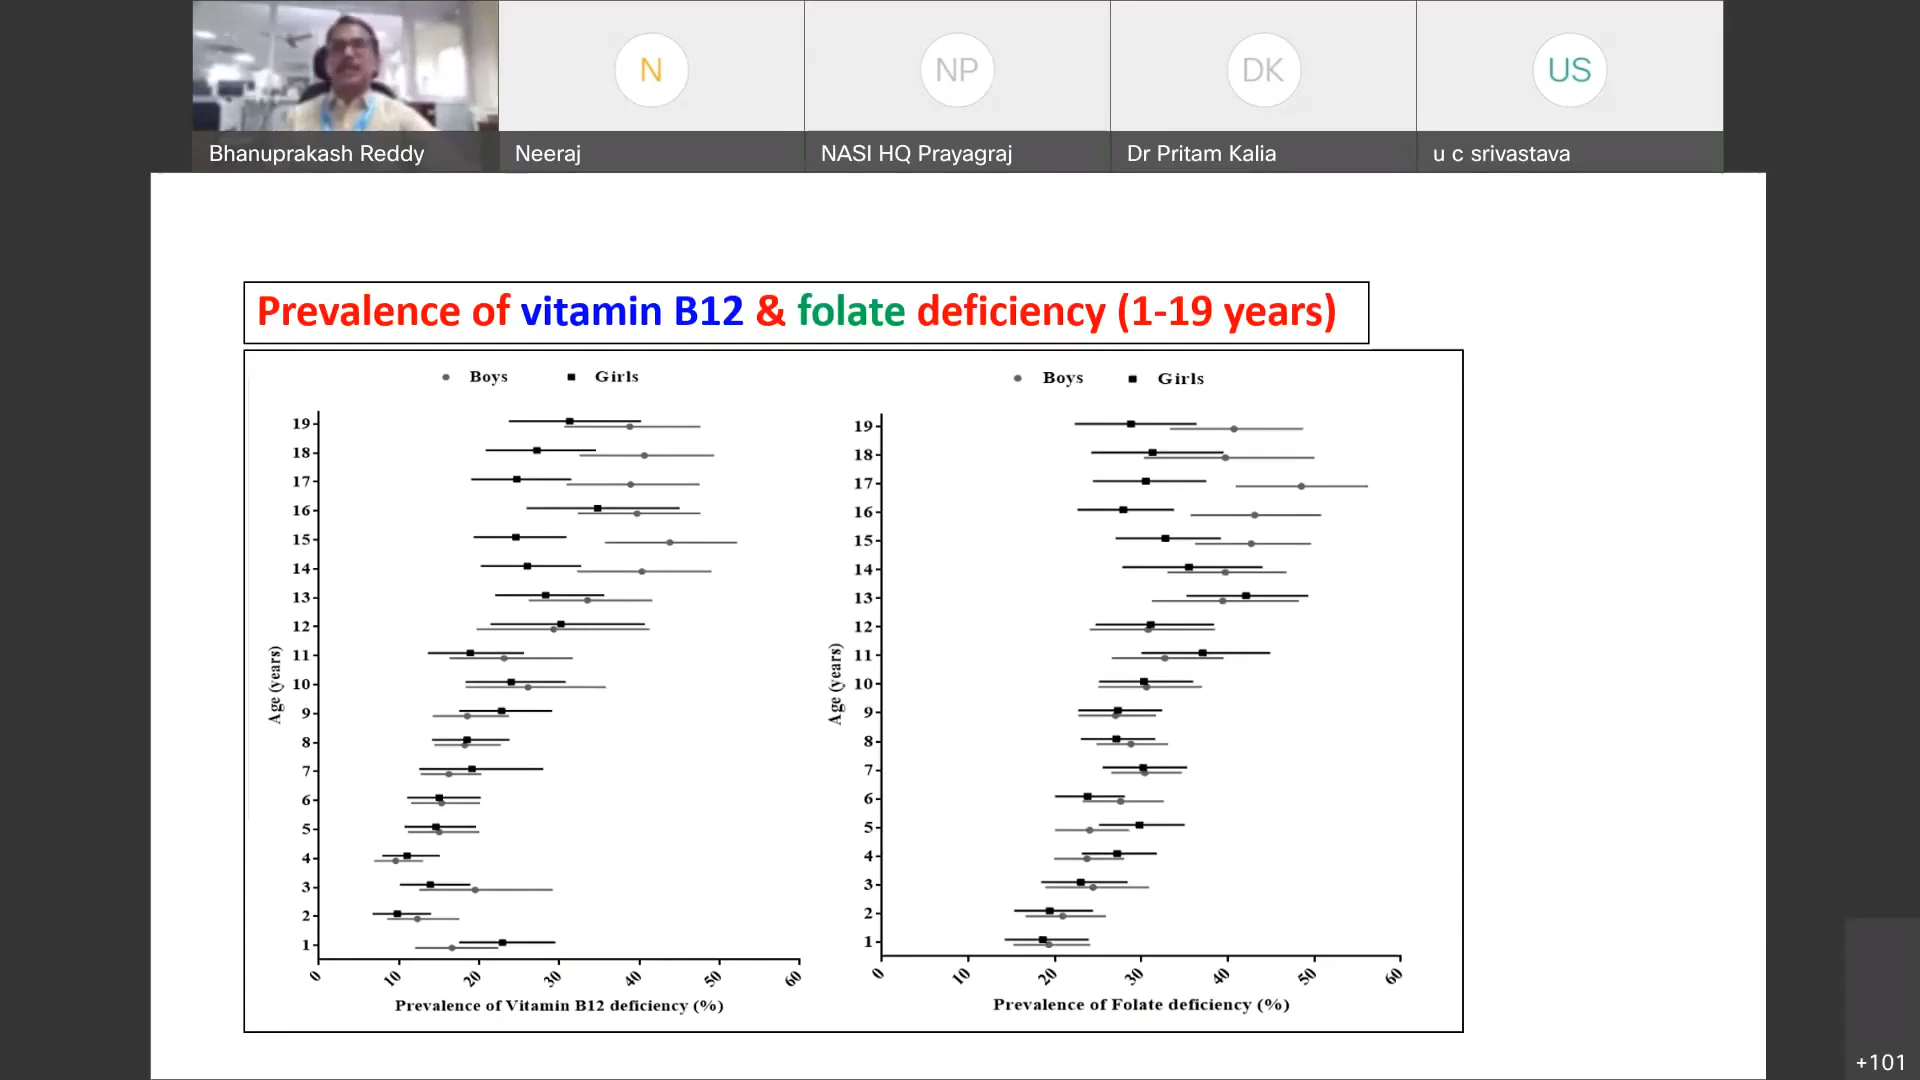 N
NP
DK
US
Bhanuprakash Reddy
Neeraj
NASI HQ Prayagraj
Dr Pritam Kalia
u c srivastava
Prevalence of vitamin B12 & folate deficiency (1-19 years)
Boys Girls
19
18
17
16
15
14
13
12
11
10
9
8
7
6
5
4
3
2
1
Age (years)
0 10 20 30 40 50 60
Prevalence of Vitamin B12 deficiency (%)
Boys Girls
19
18
17
16
15
14
13
12
11
10
9
8
7
6
5
4
3
2
1
Age (years)
0 10 20 30 40 50 60
Prevalence of Folate deficiency (%)
+101